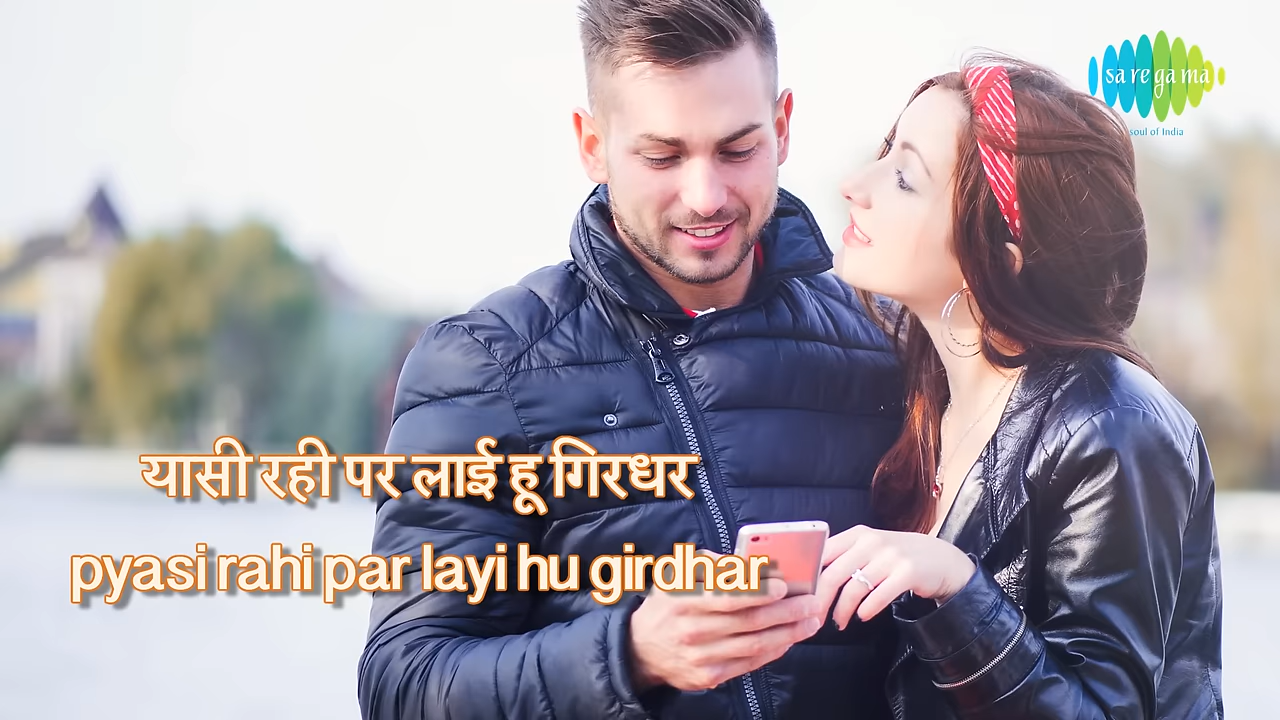 sa re ga ma
soul of India
यासी रही पर लाई हू गिरधर
pyasi rahi par layi hu girdhar